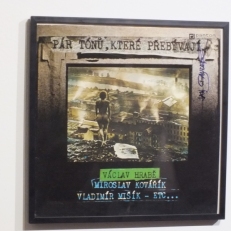 PÁR TÓNŮ, KTERÉ PŘEBÝVAJÍ
VÁCLAV HRABĚ
MIROSLAV KOVÁŘÍK
VLADIMÍR MIŠÍK - ETC...